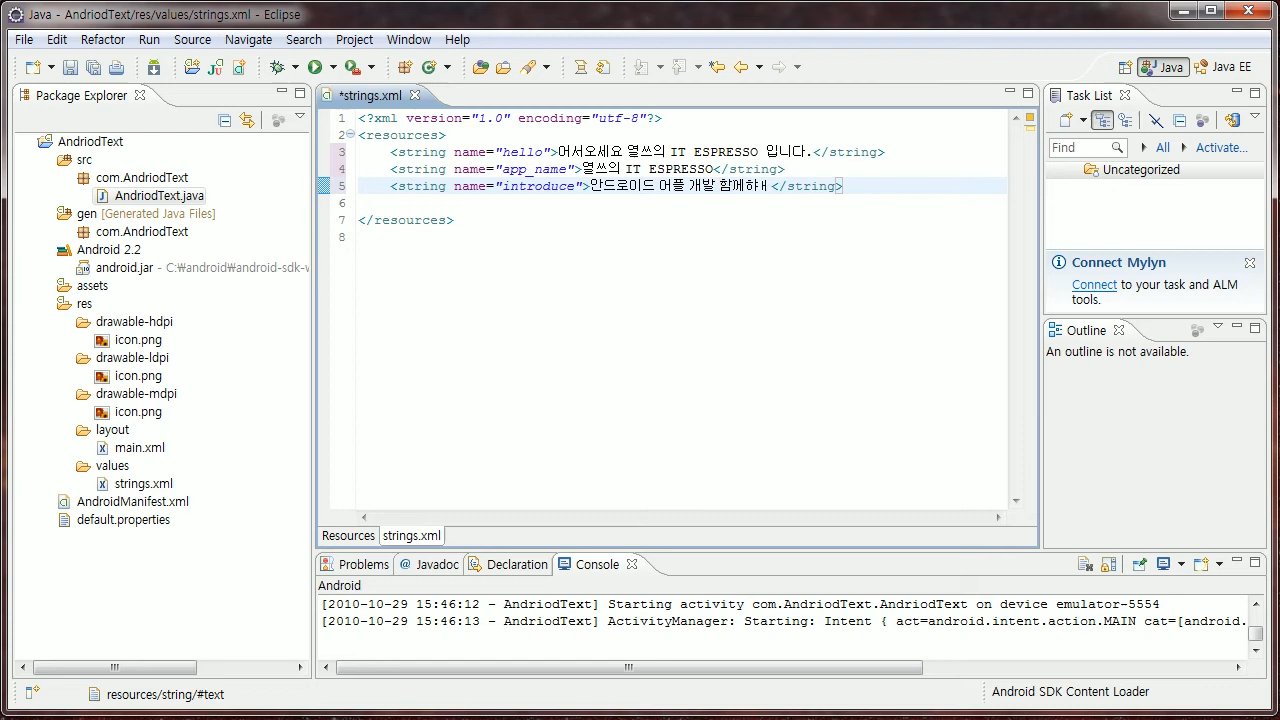 Java - AndriodText/res/values/strings.xml - Eclipse
File Edit Refactor Run Source Navigate Search Project Window Help
Java Java EE
Package Explorer
AndriodText
src
com.AndriodText
AndriodText.java
gen [Generated Java Files]
com.AndriodText
Android 2.2
android.jar - C:₩android₩android-sdk-v
assets
res
drawable-hdpi
icon.png
drawable-ldpi
icon.png
drawable-mdpi
icon.png
layout
main.xml
values
strings.xml
AndroidManifest.xml
default.properties
*strings.xml
1 <?xml version="1.0" encoding="utf-8"?>
2 <resources>
3 <string name="hello">어서오세요 열쓰의 IT ESPRESSO 입니다.</string>
4 <string name="app_name">열쓰의 IT ESPRESSO</string>
5 <string name="introduce">안드로이드 어플 개발 함께하ㅐ</string>
6
7 </resources>
8
Resources strings.xml
Task List
Find All Activate...
Uncategorized
Connect Mylyn
Connect to your task and ALM
tools.
Outline
An outline is not available.
Problems @ Javadoc Declaration Console
Android
[2010-10-29 15:46:12 - AndriodText] Starting activity com.AndriodText.AndriodText on device emulator-5554
[2010-10-29 15:46:13 - AndriodText] ActivityManager: Starting: Intent { act=android.intent.action.MAIN cat=[android.
resources/string/#text
Android SDK Content Loader